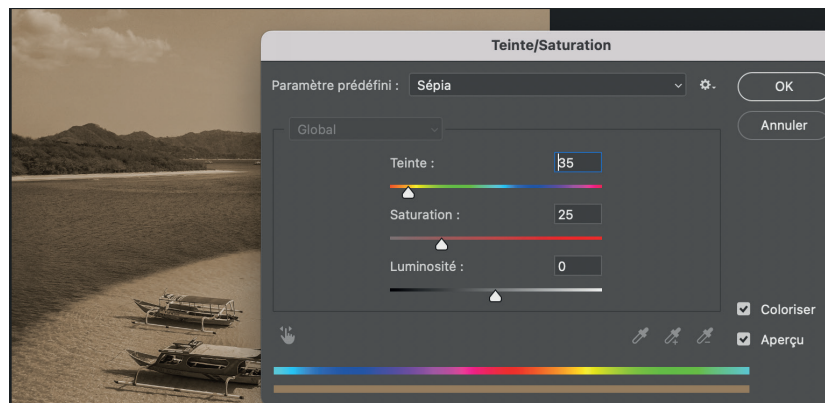 Teinte/Saturation
Paramètre prédéfini : Sépia
OK
Annuler
Global
Teinte : 35
Saturation : 25
Luminosité : 0
Coloriser
Aperçu